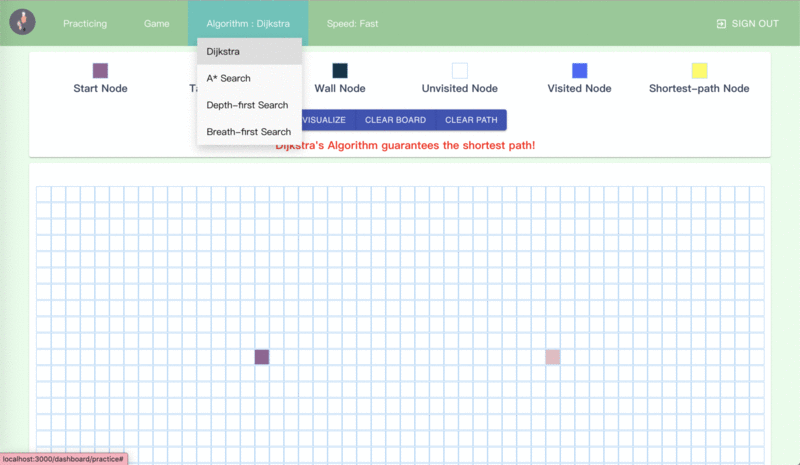 Practicing Game Algorithm : Dijkstra Speed: Fast SIGN OUT
Dijkstra
A* Search
Depth-first Search
Breath-first Search
Start Node Ta Wall Node Unvisited Node Visited Node Shortest-path Node
VISUALIZE CLEAR BOARD CLEAR PATH
Dijkstra's Algorithm guarantees the shortest path!
localhost:3000/dashboard/practice#